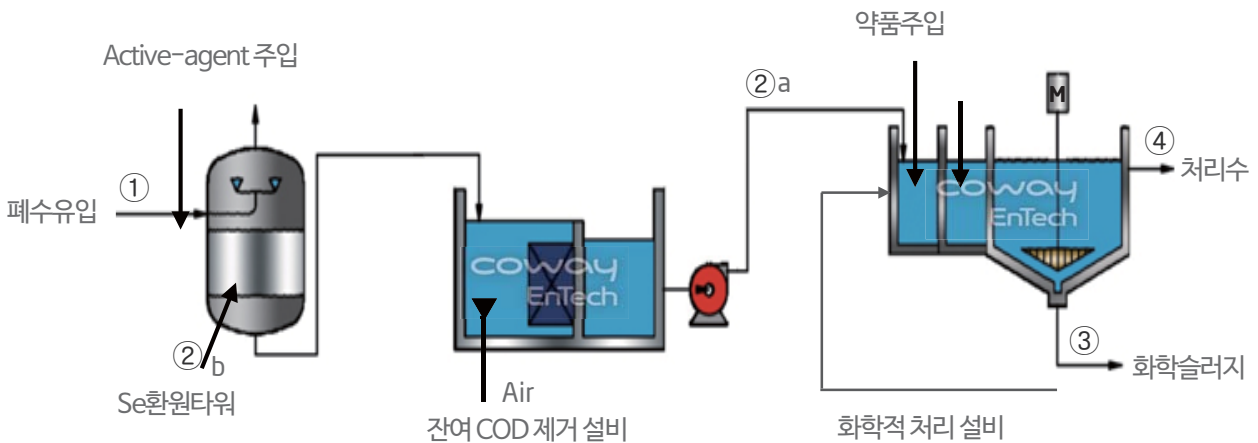 약품주입
Active-agent 주입
②a
M
①
④
폐수유입
처리수
coway
EnTech
coway
EnTech
②b
③
화학슬러지
Se환원타워
Air
잔여 COD 제거 설비
화학적 처리 설비